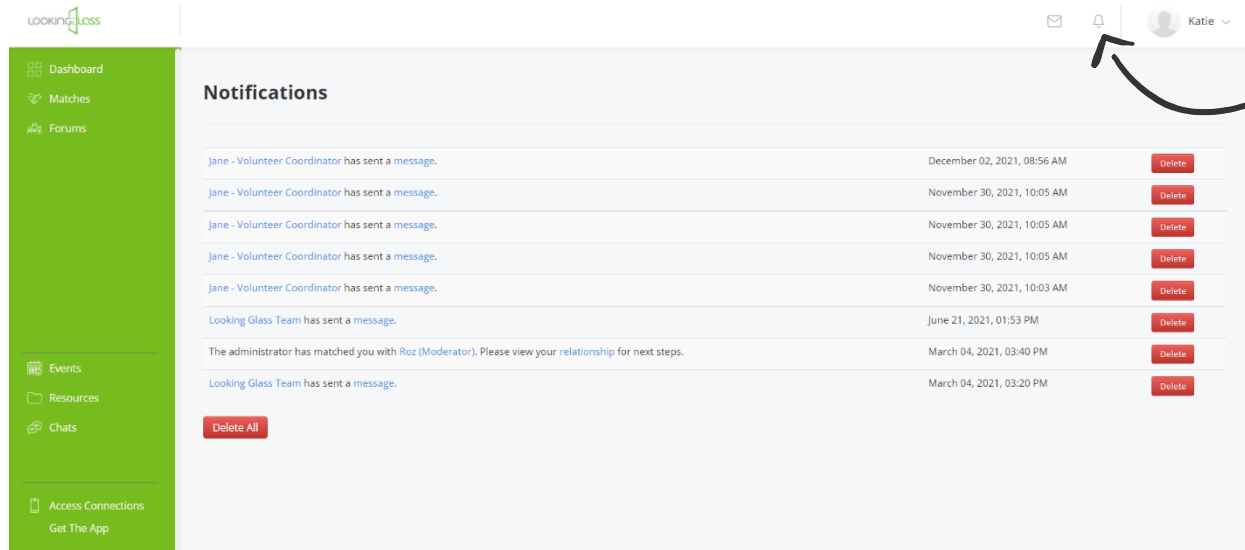 LOOKINGGLASS
Katie
Dashboard
Matches
Forums
Events
Resources
Chats
Access Connections
Get The App
Notifications
Jane - Volunteer Coordinator has sent a message. December 02, 2021, 08:56 AM Delete
Jane - Volunteer Coordinator has sent a message. November 30, 2021, 10:05 AM Delete
Jane - Volunteer Coordinator has sent a message. November 30, 2021, 10:05 AM Delete
Jane - Volunteer Coordinator has sent a message. November 30, 2021, 10:05 AM Delete
Jane - Volunteer Coordinator has sent a message. November 30, 2021, 10:03 AM Delete
Looking Glass Team has sent a message. June 21, 2021, 01:53 PM Delete
The administrator has matched you with Roz (Moderator). Please view your relationship for next steps. March 04, 2021, 03:40 PM Delete
Looking Glass Team has sent a message. March 04, 2021, 03:20 PM Delete
Delete All